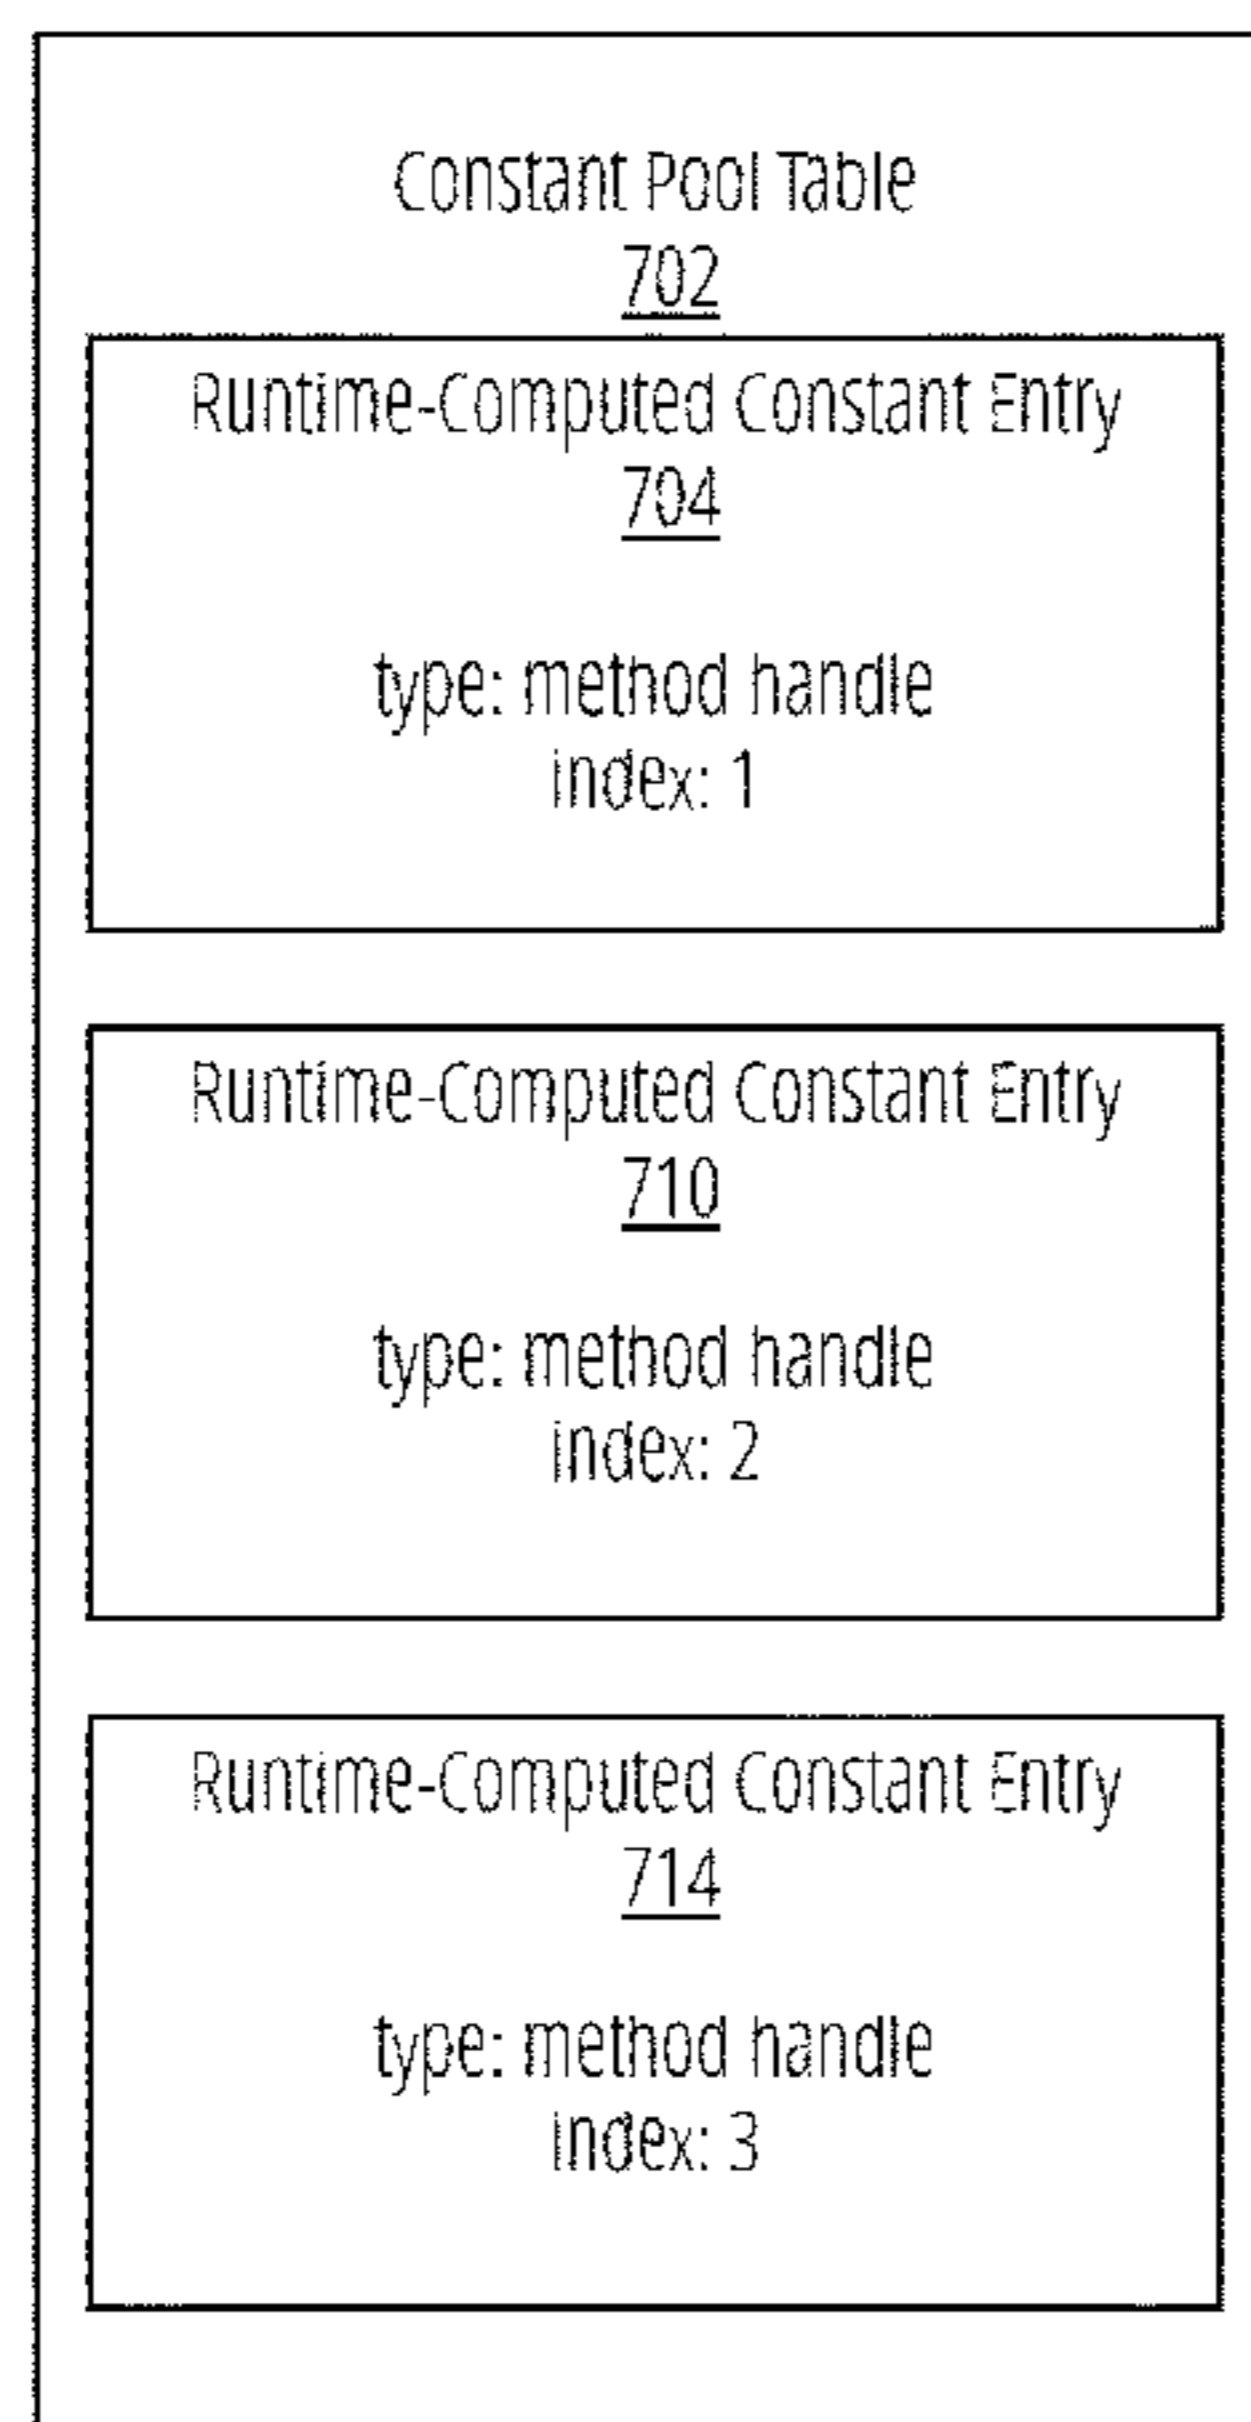 Constant Pool Table
702
Runtime-Computed Constant Entry
704
type: method handle
index: 1
Runtime-Computed Constant Entry
710
type: method handle
index: 2
Runtime-Computed Constant Entry
714
type: method handle
index: 3